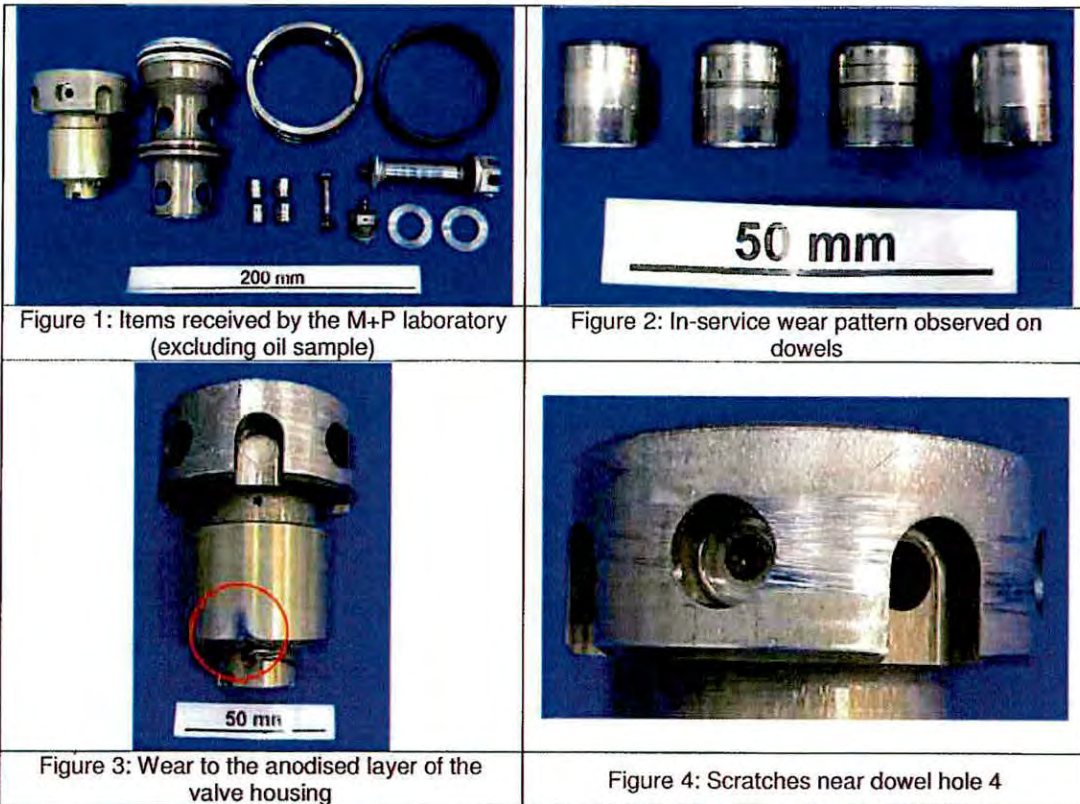 200 mm
50 mm
Figure 1: Items received by the M+P laboratory
(excluding oil sample)
Figure 2: In-service wear pattern observed on
dowels
50 mm
Figure 3: Wear to the anodised layer of the
valve housing
Figure 4: Scratches near dowel hole 4